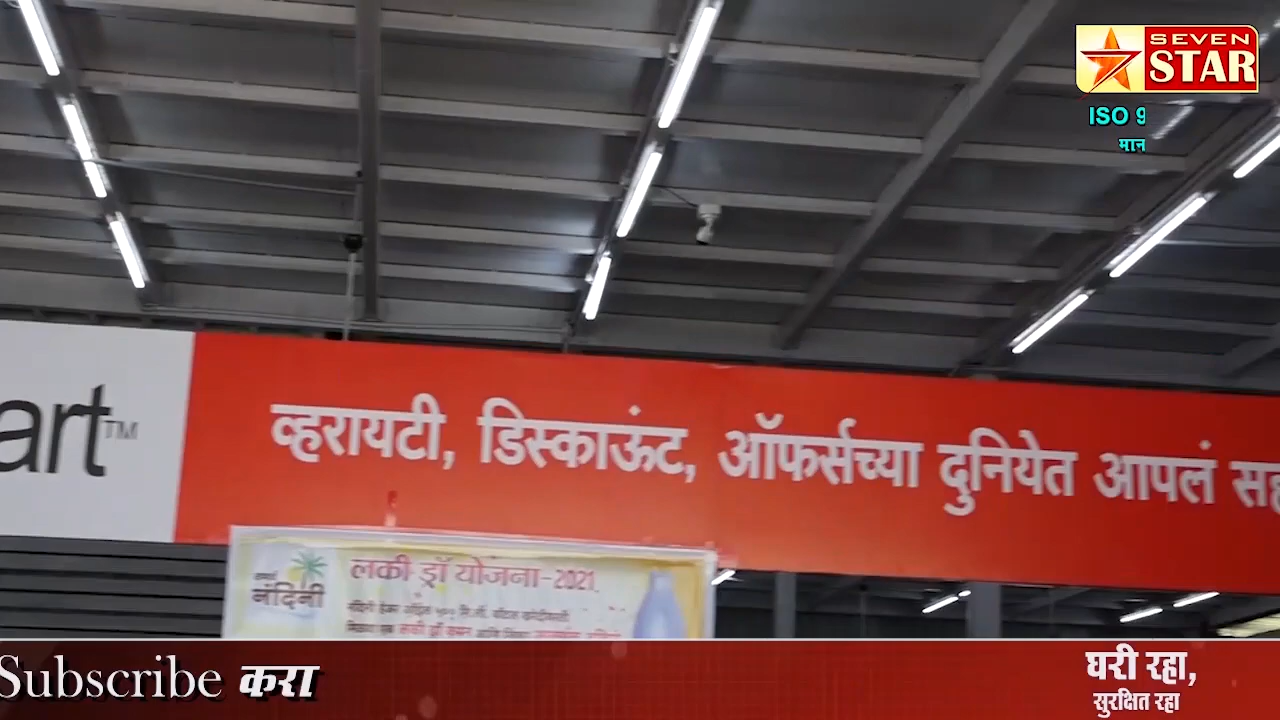 SEVEN
STAR
ISO 9
मान
art™
व्हरायटी, डिस्काऊंट, ऑफर्सच्या दुनियेत आपलं सह
लकी ड्रॉ योजना-2021.
नंदिनी
Subscribe करा
घरी रहा,
सुरक्षित रहा